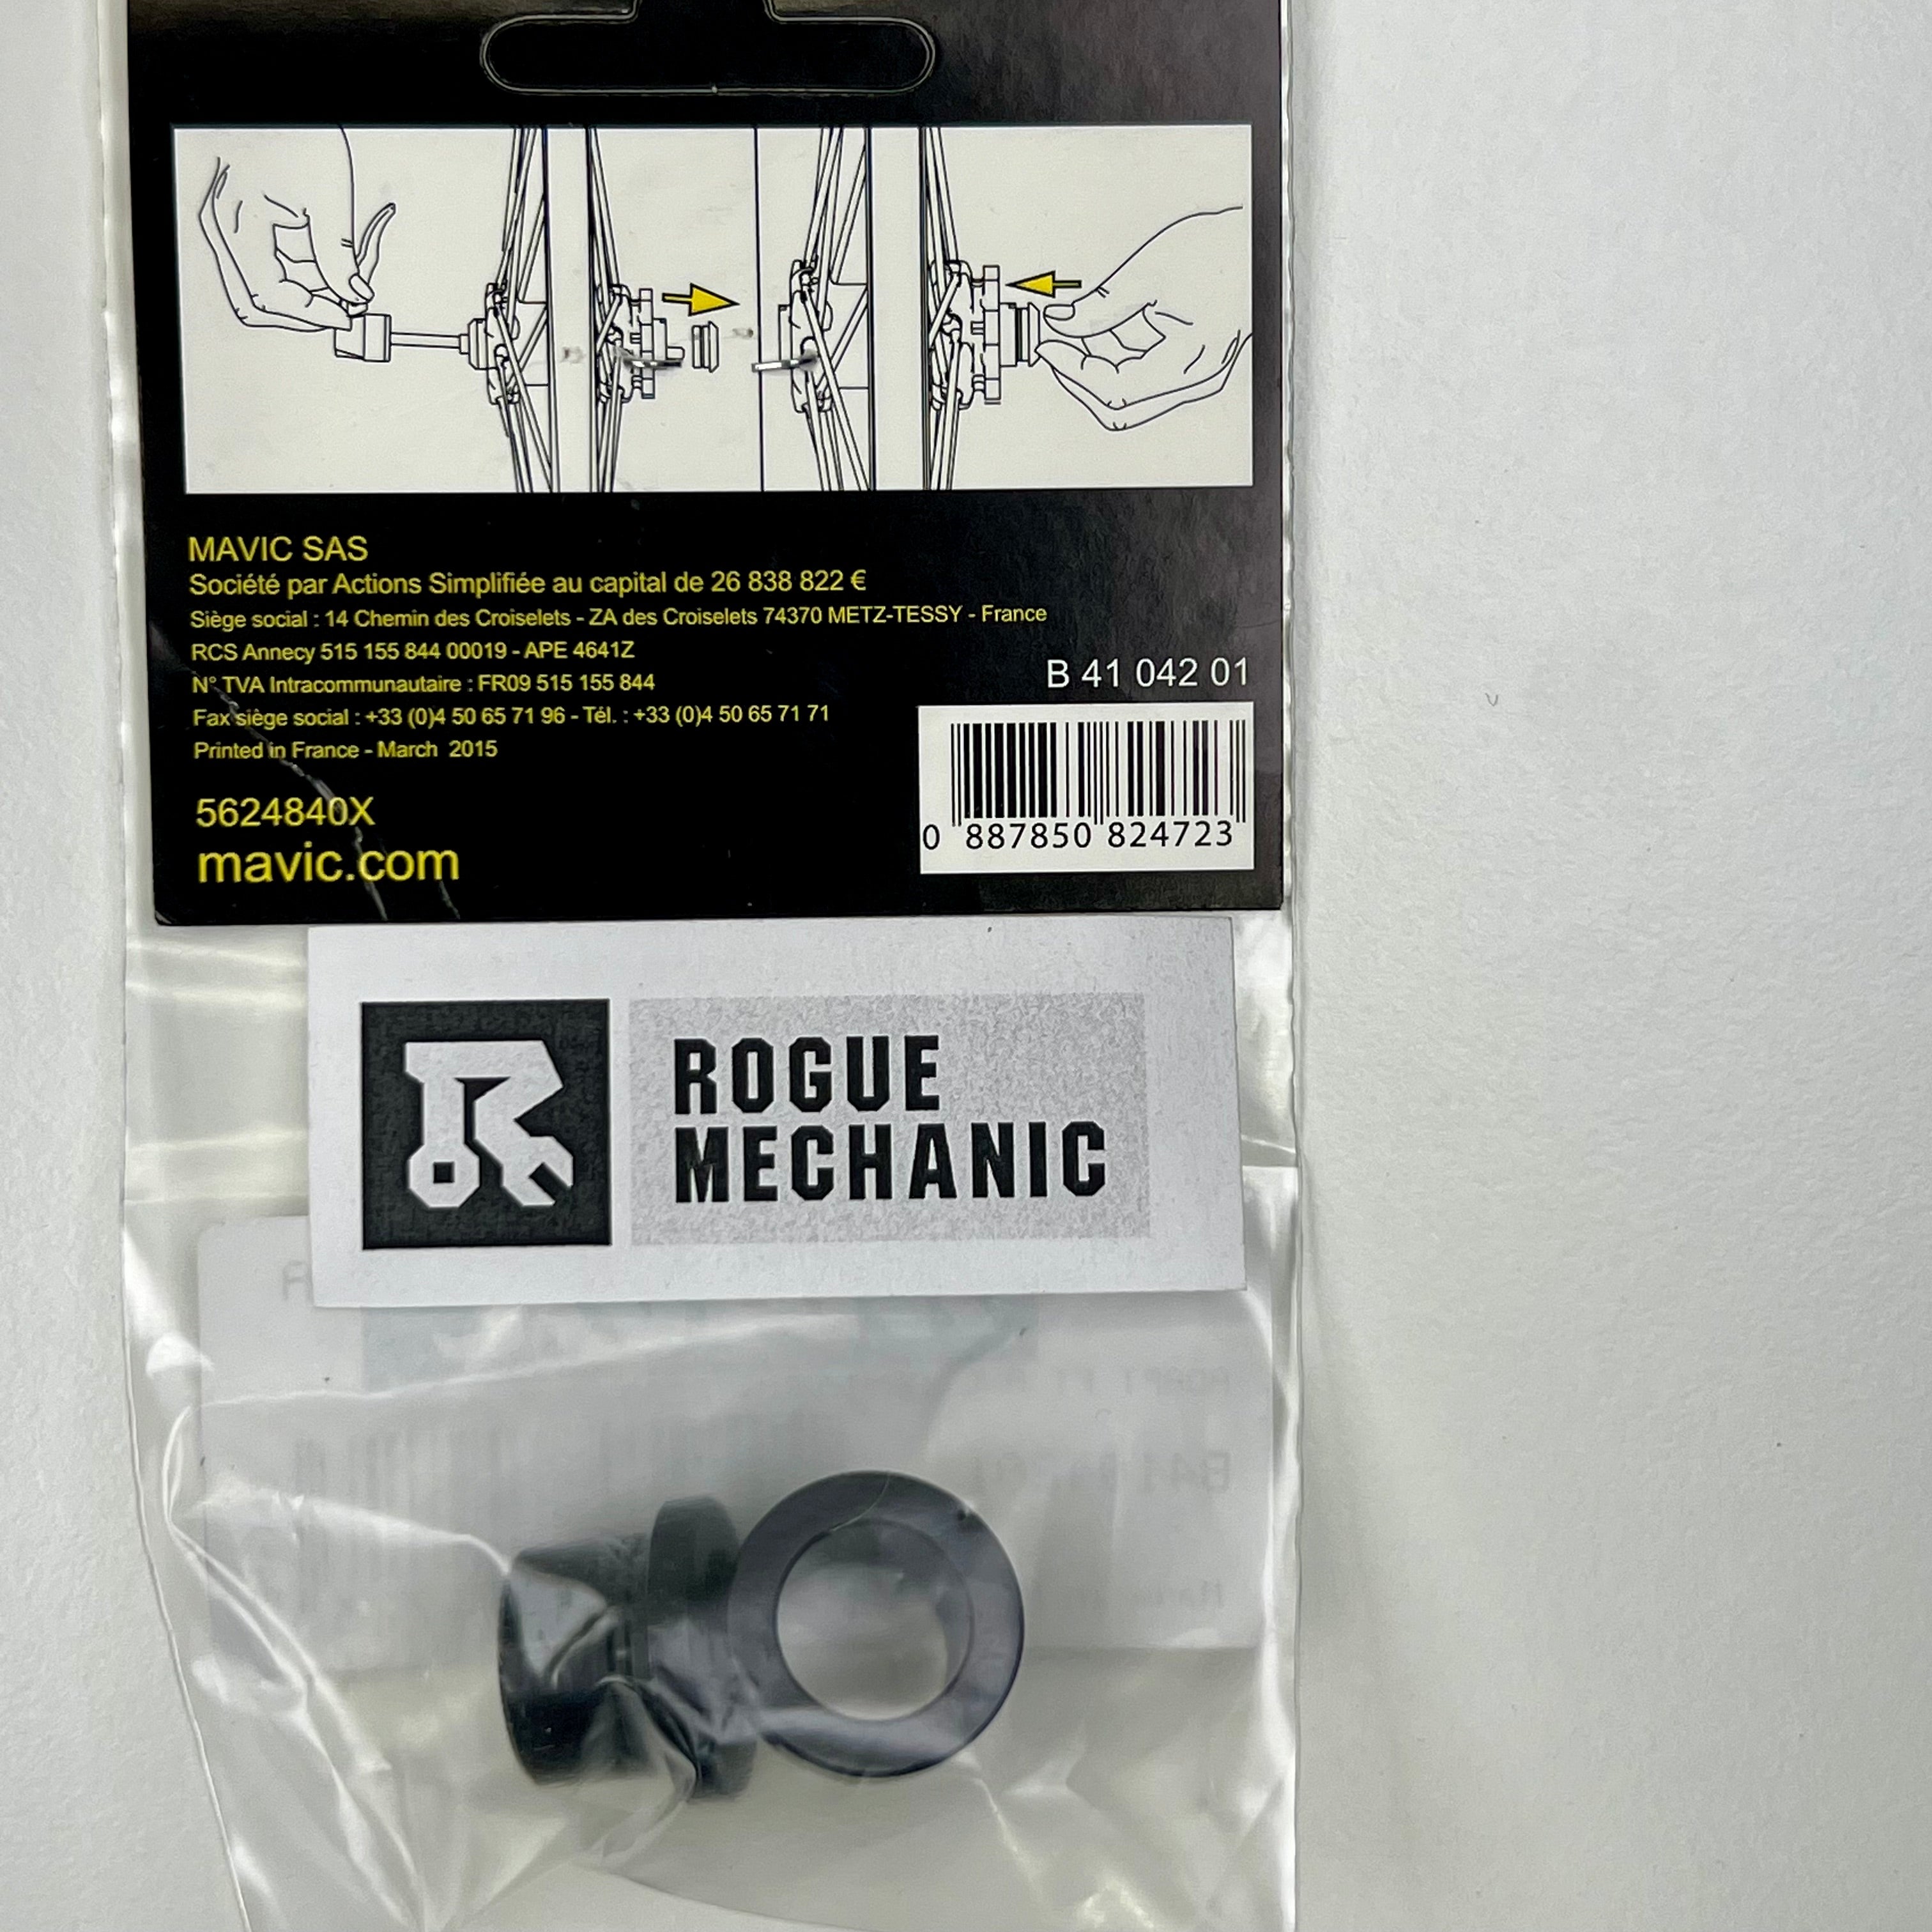 MAVIC SAS
Société par Actions Simplifiée au capital de 26 838 822 €
Siège social : 14 Chemin des Croiselets - ZA des Croiselets 74370 METZ-TESSY - France
RCS Annecy 515 155 844 00019 - APE 4641Z
N° TVA Intracommunautaire : FR09 515 155 844
Fax siège social : +33 (0)4 50 65 71 96 - Tél. : +33 (0)4 50 65 71 71
Printed in France - March 2015
5624840X
mavic.com
B 41 042 01
0 887850 824723
ROGUE
MECHANIC